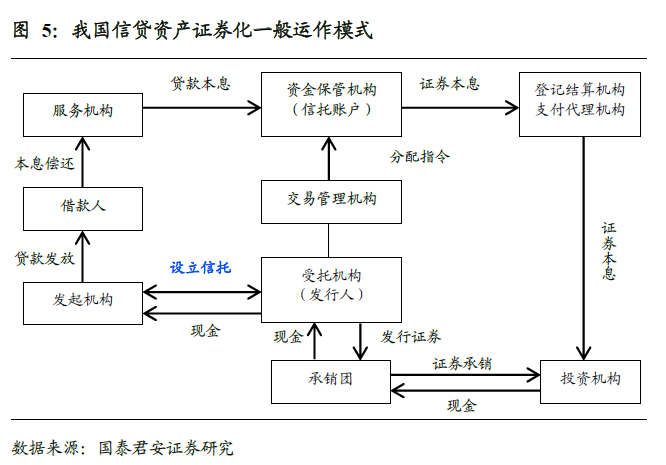 图 5：我国信贷资产证券化一般运作模式
服务机构
贷款本息
资金保管机构
（信托账户）
证券本息
登记结算机构
支付代理机构
本息偿还
分配指令
借款人
交易管理机构
证券本息
贷款发放
设立信托
发起机构
受托机构
（发行人）
现金
现金
发行证券
承销团
证券承销
现金
投资机构
数据来源：国泰君安证券研究